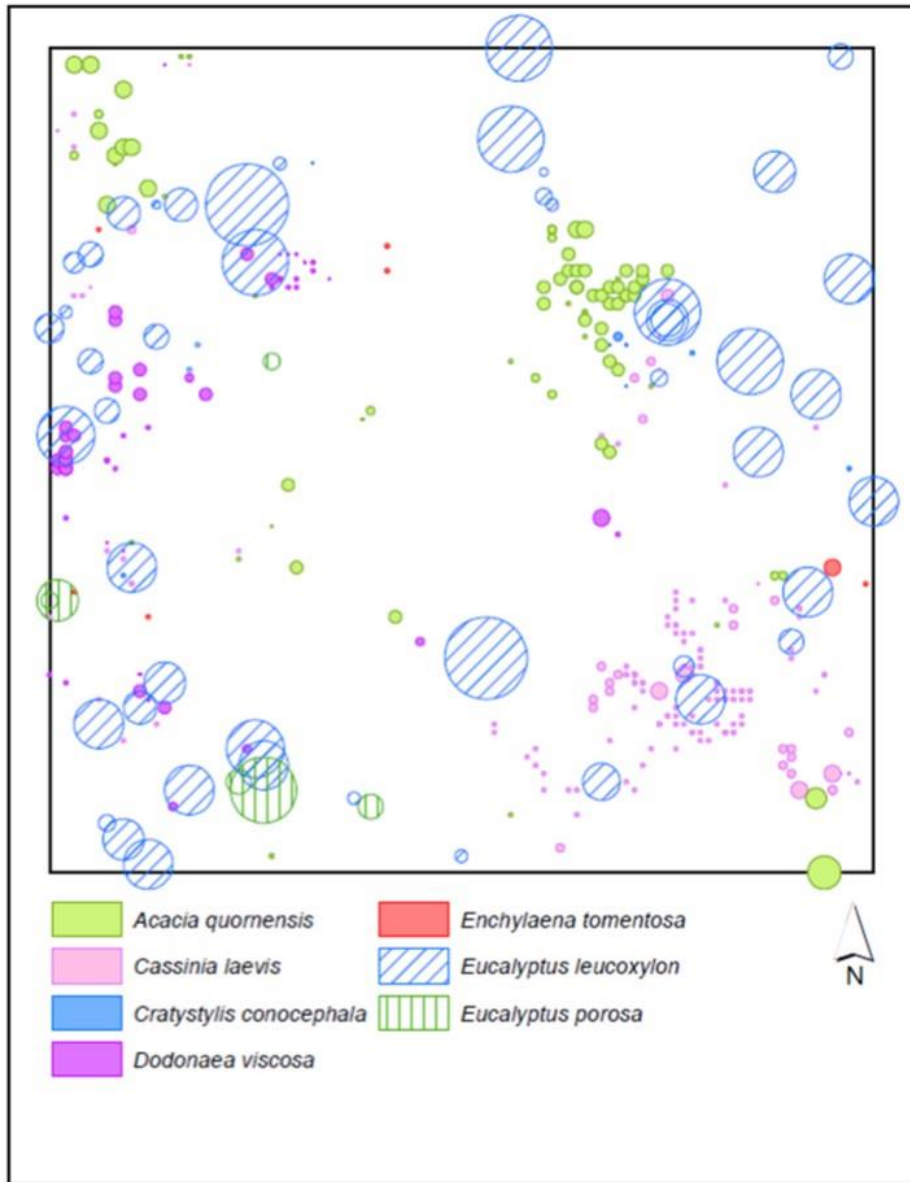 Acacia quornensis
Cassinia laevis
Cratystylis conocephala
Dodonaea viscosa
Enchylaena tomentosa
Eucalyptus leucoxylon
Eucalyptus porosa
N